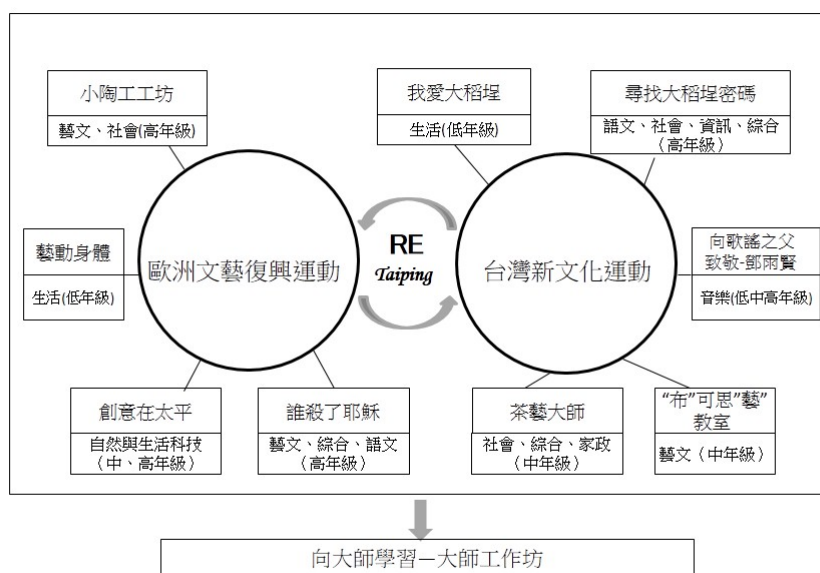 小陶工工坊
藝文、社會(高年級)
我愛大稻埕
生活(低年級)
尋找大稻埕密碼
語文、社會、資訊、綜合
（高年級）
藝動身體
生活(低年級)
歐洲文藝復興運動
RE
Taiping
台灣新文化運動
向歌謠之父
致敬-鄧雨賢
音樂(低中高年級)
創意在太平
自然與生活科技
（中、高年級）
誰殺了耶穌
藝文、綜合、語文
（高年級）
茶藝大師
社會、綜合、家政
（中年級）
“布”可思”藝”
教室
藝文（中年級）
向大師學習－大師工作坊